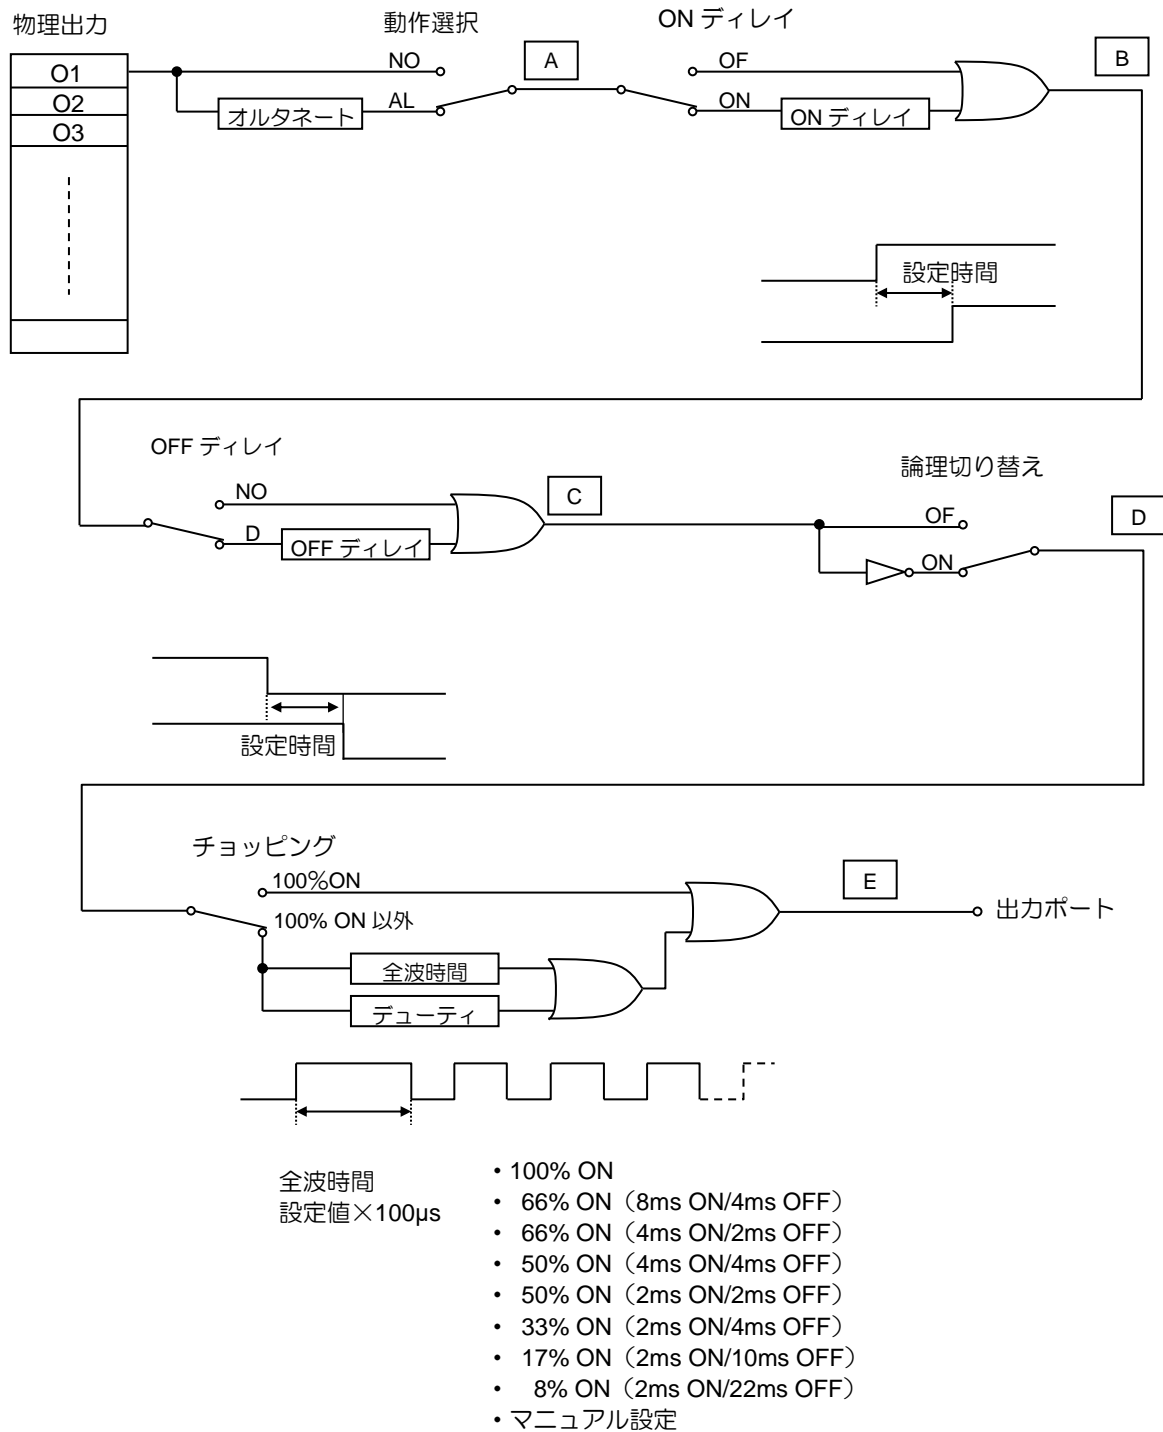 物理出力
動作選択
ON ディレイ
O1
O2
O3
NO
AL
オルタネート
A
OF
ON
ON ディレイ
B
設定時間
OFF ディレイ
NO
D
OFF ディレイ
C
論理切り替え
OF
ON
D
設定時間
チョッピング
100%ON
100% ON 以外
全波時間
デューティ
E
出力ポート
全波時間
設定値×100μs
・100% ON
・ 66% ON（8ms ON/4ms OFF）
・ 66% ON（4ms ON/2ms OFF）
・ 50% ON（4ms ON/4ms OFF）
・ 50% ON（2ms ON/2ms OFF）
・ 33% ON（2ms ON/4ms OFF）
・ 17% ON（2ms ON/10ms OFF）
・ 8% ON（2ms ON/22ms OFF）
・マニュアル設定